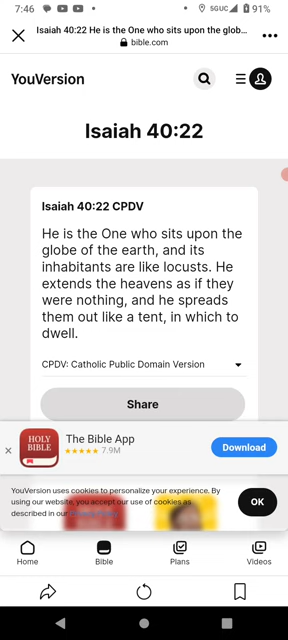 7:46
5GUC 91%
Isaiah 40:22 He is the One who sits upon the glob...
bible.com
YouVersion
Isaiah 40:22
Isaiah 40:22 CPDV
He is the One who sits upon the
globe of the earth, and its
inhabitants are like locusts. He
extends the heavens as if they
were nothing, and he spreads
them out like a tent, in which to
dwell.
CPDV: Catholic Public Domain Version
Share
HOLY
BIBLE
The Bible App
★★★★★ 7.9M
Download
YouVersion uses cookies to personalize your experience. By
using our website, you accept our use of cookies as
described in our
OK
Home
Bible
Plans
Videos